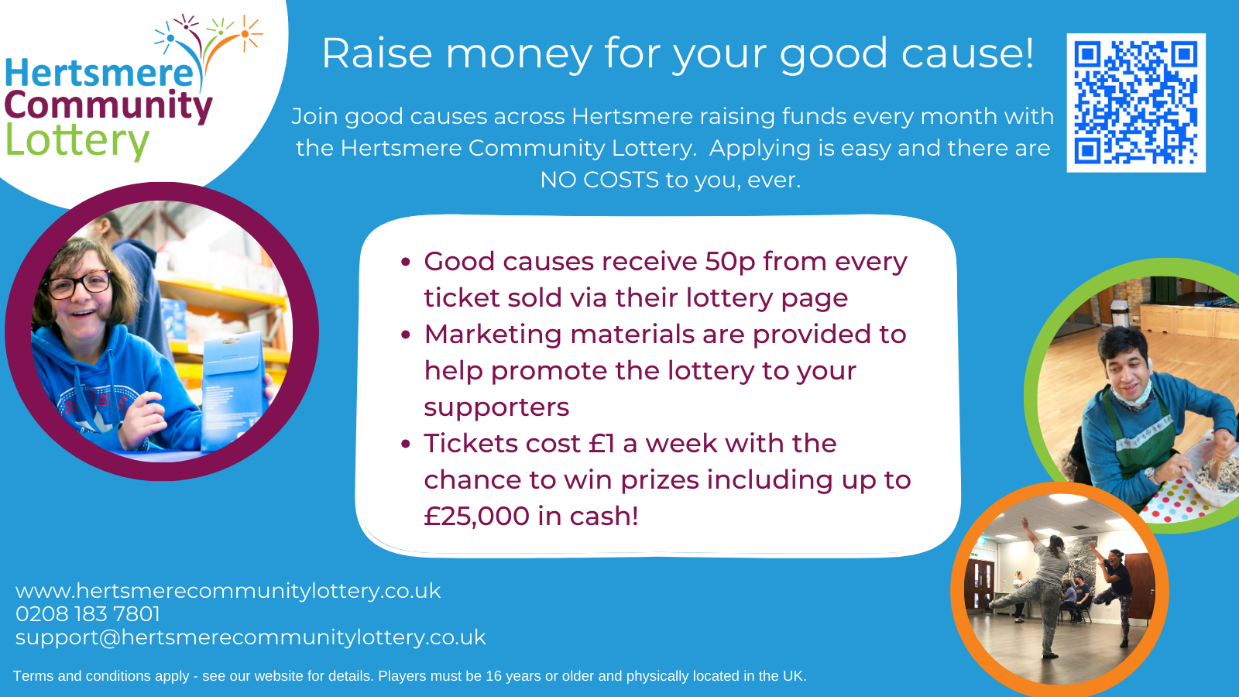 Hertsmere
Community
Lottery
Raise money for your good cause!
Join good causes across Hertsmere raising funds every month with
the Hertsmere Community Lottery.  Applying is easy and there are
NO COSTS to you, ever.
• Good causes receive 50p from every
ticket sold via their lottery page
• Marketing materials are provided to
help promote the lottery to your
supporters
• Tickets cost £1 a week with the
chance to win prizes including up to
£25,000 in cash!
www.hertsmerecommunitylottery.co.uk
0208 183 7801
support@hertsmerecommunitylottery.co.uk
Terms and conditions apply - see our website for details. Players must be 16 years or older and physically located in the UK.